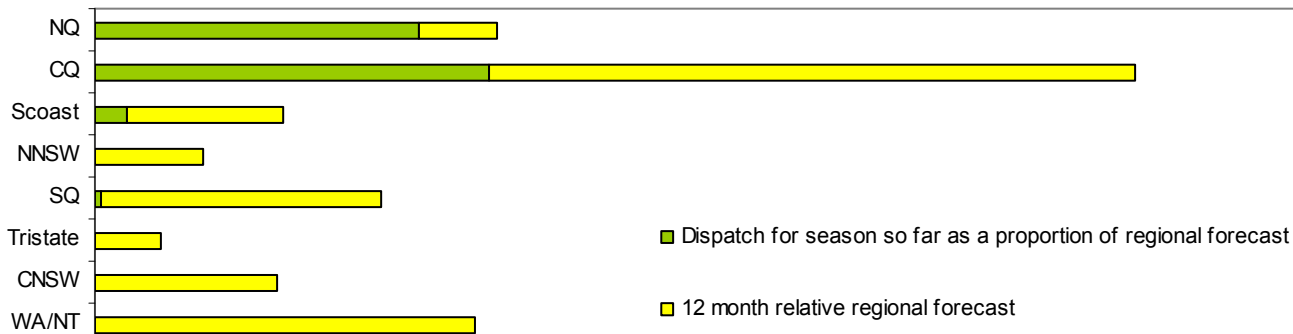 NQ
CQ
Scoast
NNSW
SQ
Tristate
Dispatch for season so far as a proportion of regional forecast
CNSW
12 month relative regional forecast
WA/NT